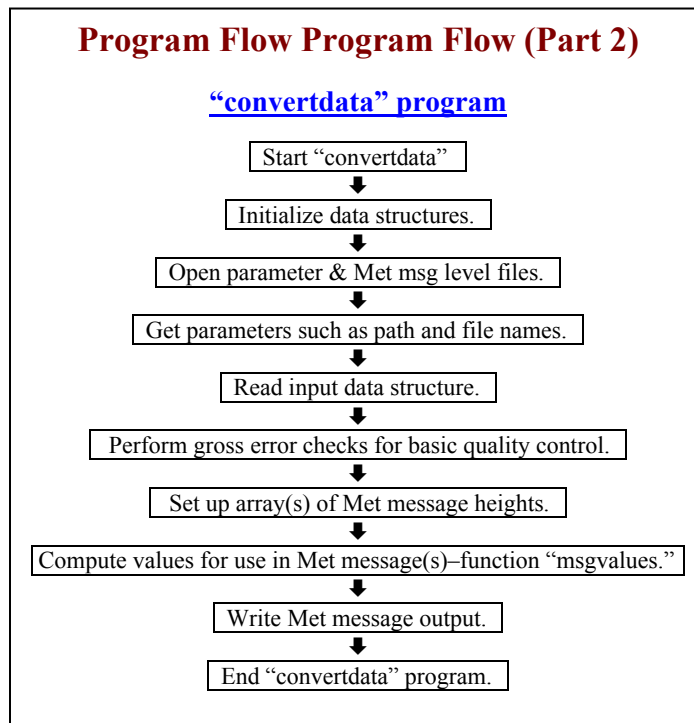 Program Flow Program Flow (Part 2)
“convertdata” program
Start “convertdata”
Initialize data structures.
Open parameter & Met msg level files.
Get parameters such as path and file names.
Read input data structure.
Perform gross error checks for basic quality control.
Set up array(s) of Met message heights.
Compute values for use in Met message(s)–function “msgvalues.”
Write Met message output.
End “convertdata” program.